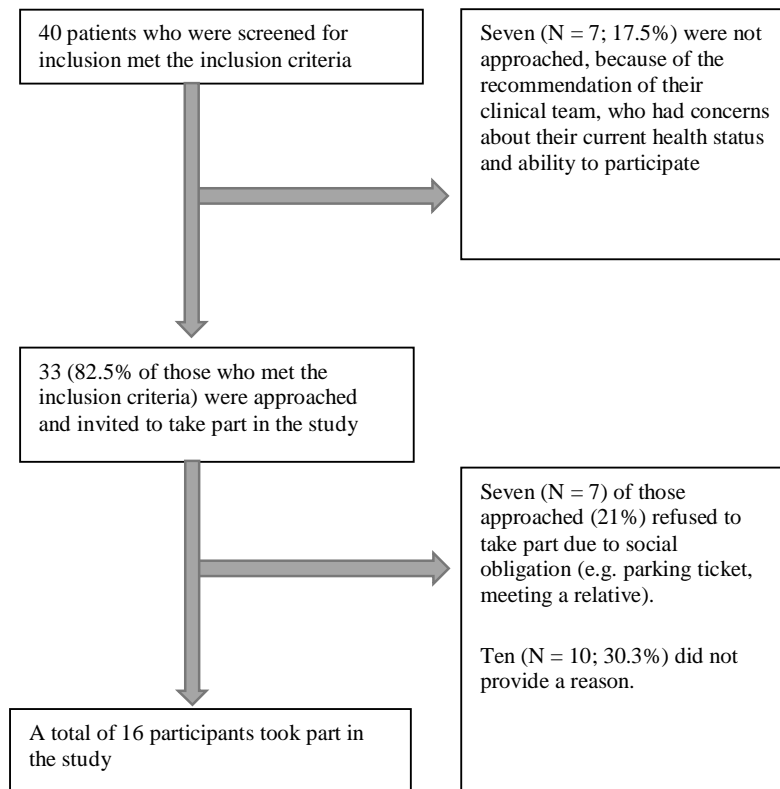 40 patients who were screened for
inclusion met the inclusion criteria
Seven (N = 7; 17.5%) were not
approached, because of the
recommendation of their
clinical team, who had concerns
about their current health status
and ability to participate
33 (82.5% of those who met the
inclusion criteria) were approached
and invited to take part in the study
Seven (N = 7) of those
approached (21%) refused to
take part due to social
obligation (e.g. parking ticket,
meeting a relative).
Ten (N = 10; 30.3%) did not
provide a reason.
A total of 16 participants took part in
the study